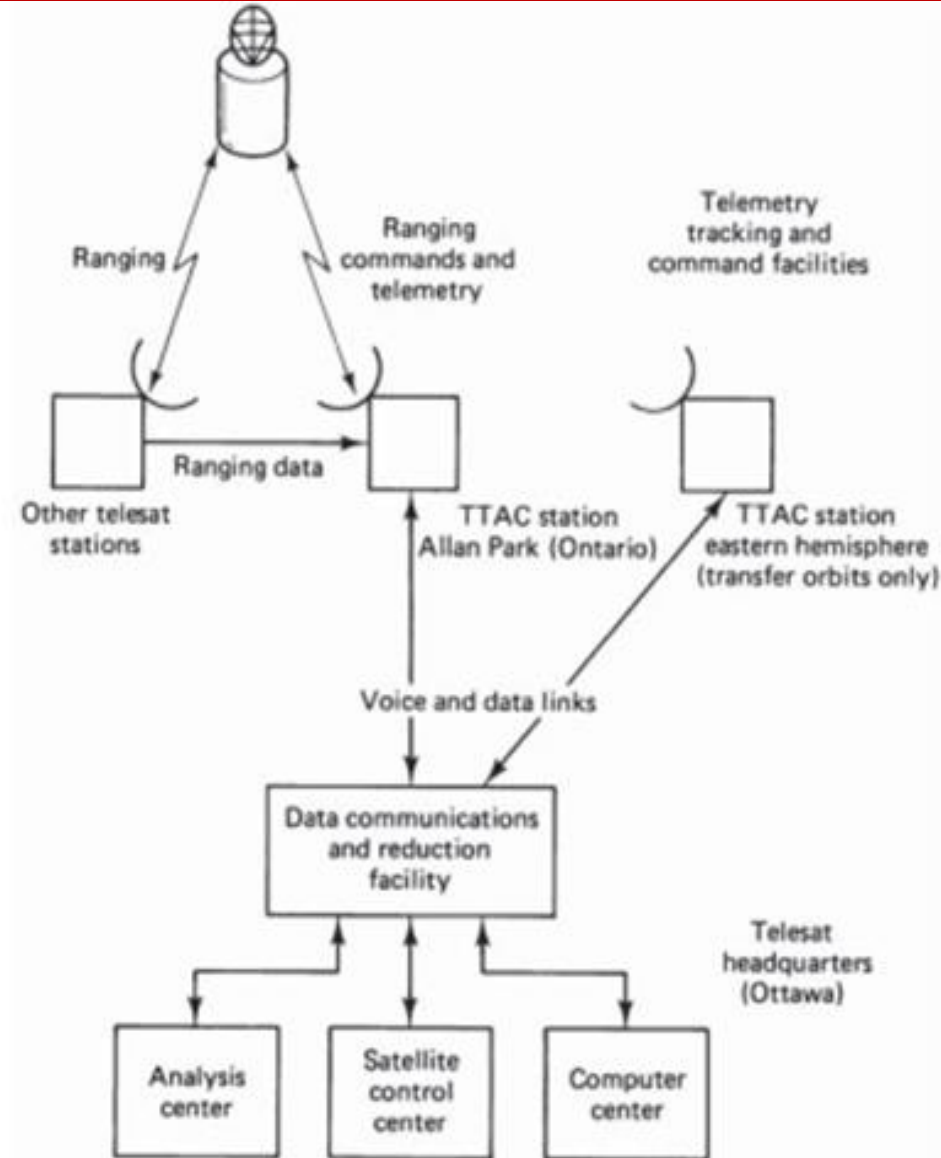 Ranging
Ranging
commands and
telemetry
Telemetry
tracking and
command facilities
Ranging data
Other telesat
stations
TTAC station
Allan Park (Ontario)
TTAC station
eastern hemisphere
(transfer orbits only)
Voice and data links
Data communications
and reduction
facility
Telesat
headquarters
(Ottawa)
Analysis
center
Satellite
control
center
Computer
center